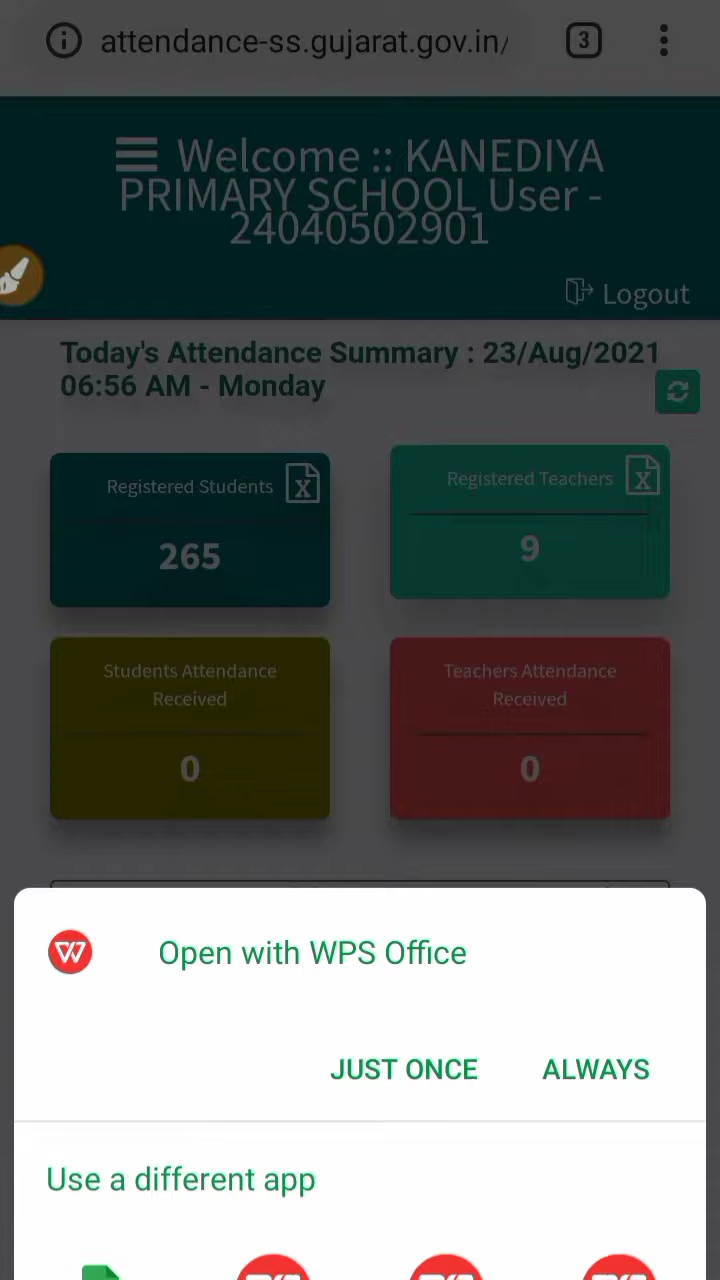 attendance-ss.gujarat.gov.in/
3
Welcome :: KANEDIYA
PRIMARY SCHOOL User -
24040502901
Logout
Today's Attendance Summary : 23/Aug/2021
06:56 AM - Monday
Registered Students
265
Registered Teachers
9
Students Attendance
Received
0
Teachers Attendance
Received
0
Open with WPS Office
JUST ONCE
ALWAYS
Use a different app